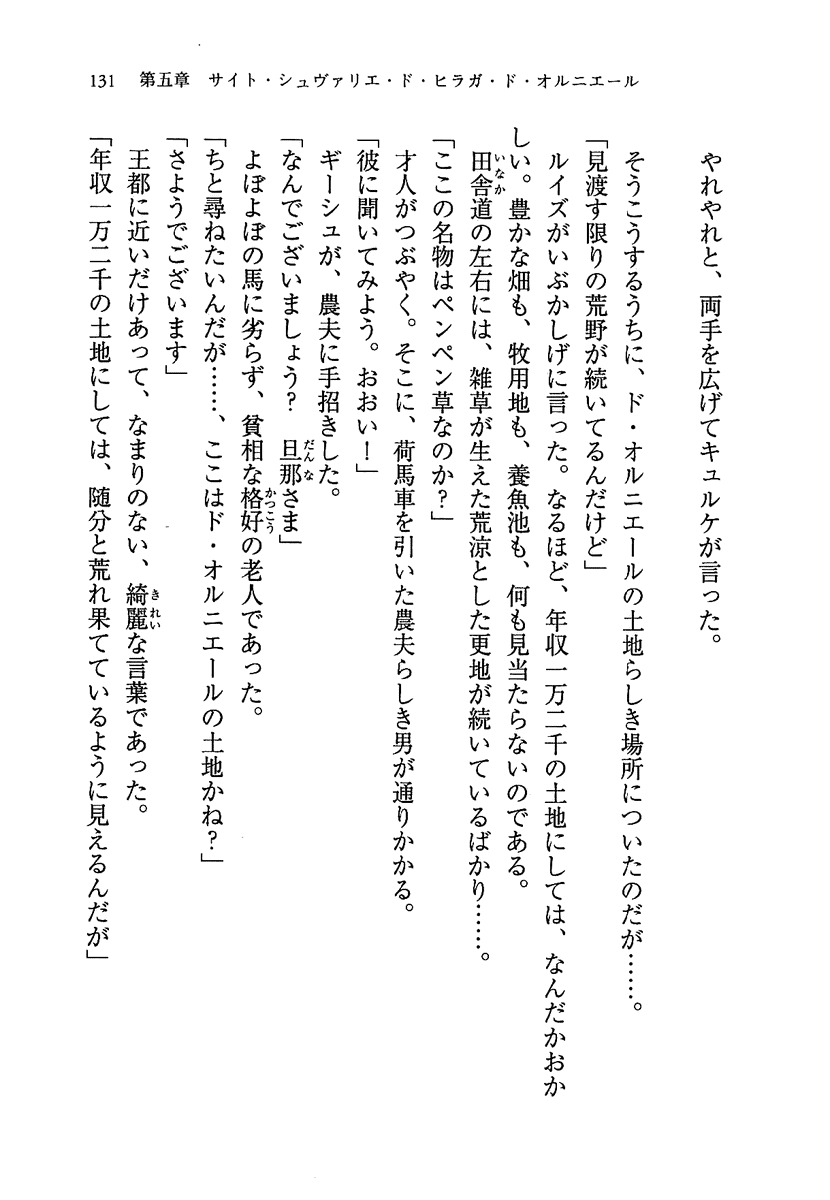 131　第五章　サイト・シュヴァリエ・ド・ヒラガ・ド・オルニエール
やれやれと、両手を広げてキュルケが言った。
そうこうするうちに、ド・オルニエールの土地らしき場所についたのだが……。
「見渡す限りの荒野が続いてるんだけど」
ルイズがいぶかしげに言った。なるほど、年収一万二千の土地にしては、なんだかおか
しい。豊かな畑も、牧用地も、養魚池も、何も見当たらないのである。
田舎道の左右には、雑草が生えた荒涼とした更地が続いているばかり……。
「ここの名物はペンペン草なのか？」
才人がつぶやく。そこに、荷馬車を引いた農夫らしき男が通りかかる。
「彼に聞いてみよう。おおい！」
ギーシュが、農夫に手招きした。
「なんでございましょう？　旦那さま」
よぼよぼの馬に劣らず、貧相な格好の老人であった。
「ちと尋ねたいんだが……、ここはド・オルニエールの土地かね？」
「さようでございます」
王都に近いだけあって、なまりのない、綺麗な言葉であった。
「年収一万二千の土地にしては、随分と荒れ果てているように見えるんだが」